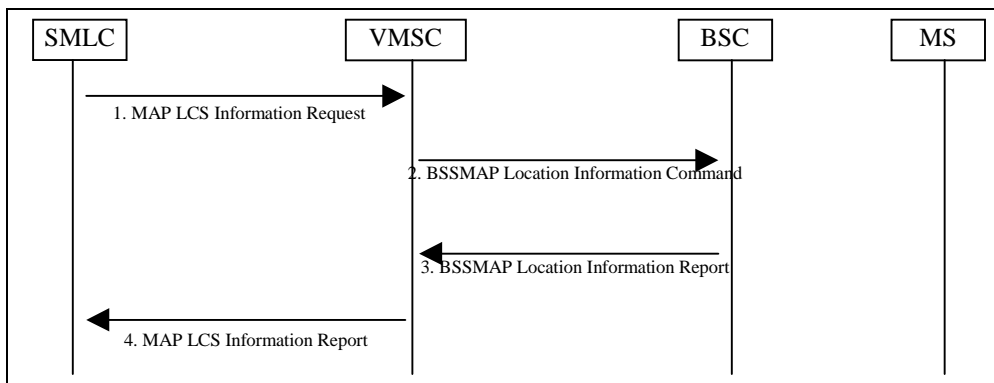 SMLC
VMSC
BSC
MS
1. MAP LCS Information Request
2. BSSMAP Location Information Command
3. BSSMAP Location Information Report
4. MAP LCS Information Report